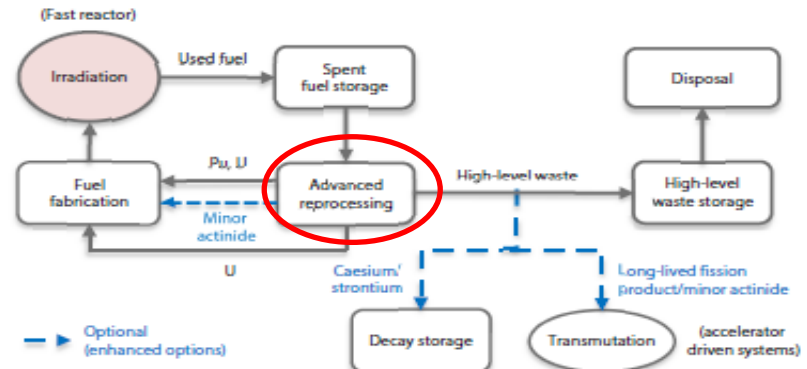 (Fast reactor)
Irradiation
Used fuel
Spent
fuel storage
Disposal
Fuel
fabrication
Pu, U
Minor
actinide
U
Advanced
reprocessing
High-level waste
High-level
waste storage
Caesium/
strontium
Long-lived fission
product/minor actinide
Optional
(enhanced options)
Decay storage
Transmutation
(accelerator
driven systems)